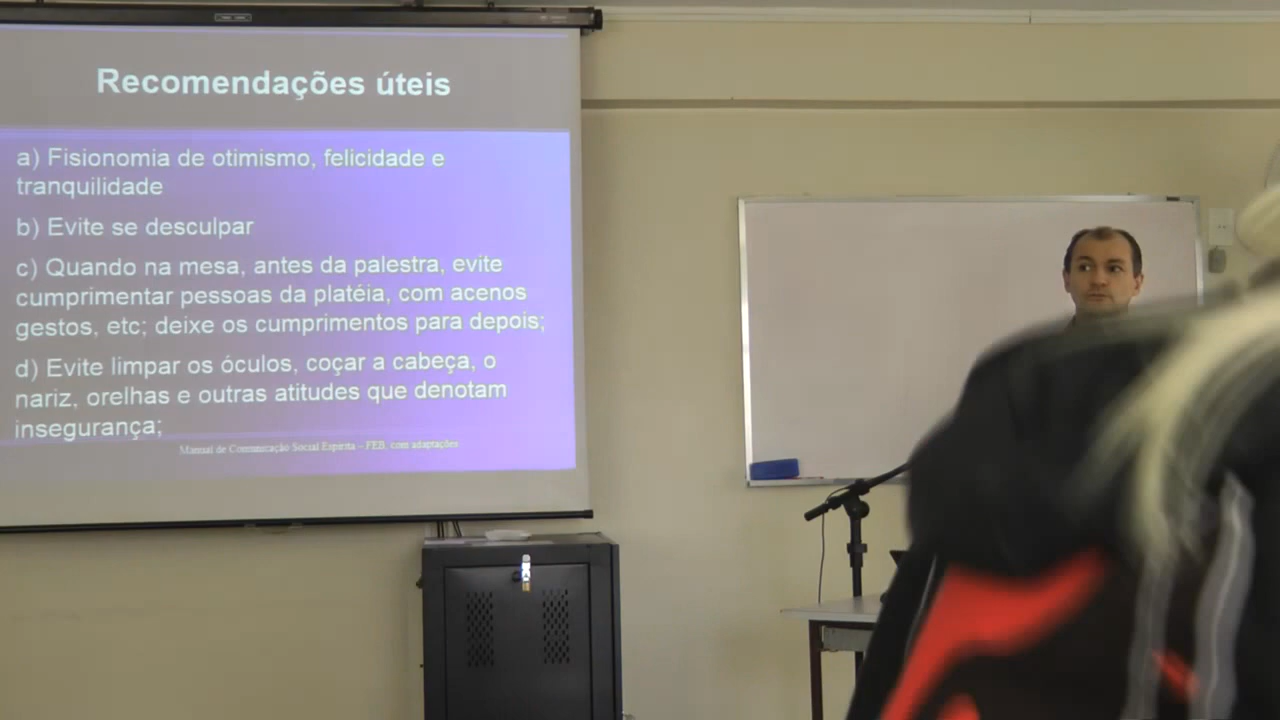 Recomendações úteis
a) Fisionomia de otimismo, felicidade e
tranquilidade
b) Evite se desculpar
c) Quando na mesa, antes da palestra, evite
cumprimentar pessoas da platéia, com acenos
gestos, etc; deixe os cumprimentos para depois;
d) Evite limpar os óculos, coçar a cabeça, o
nariz, orelhas e outras atitudes que denotam
insegurança;
Manual de Comunicação Social Espírita – FEB, com adaptações